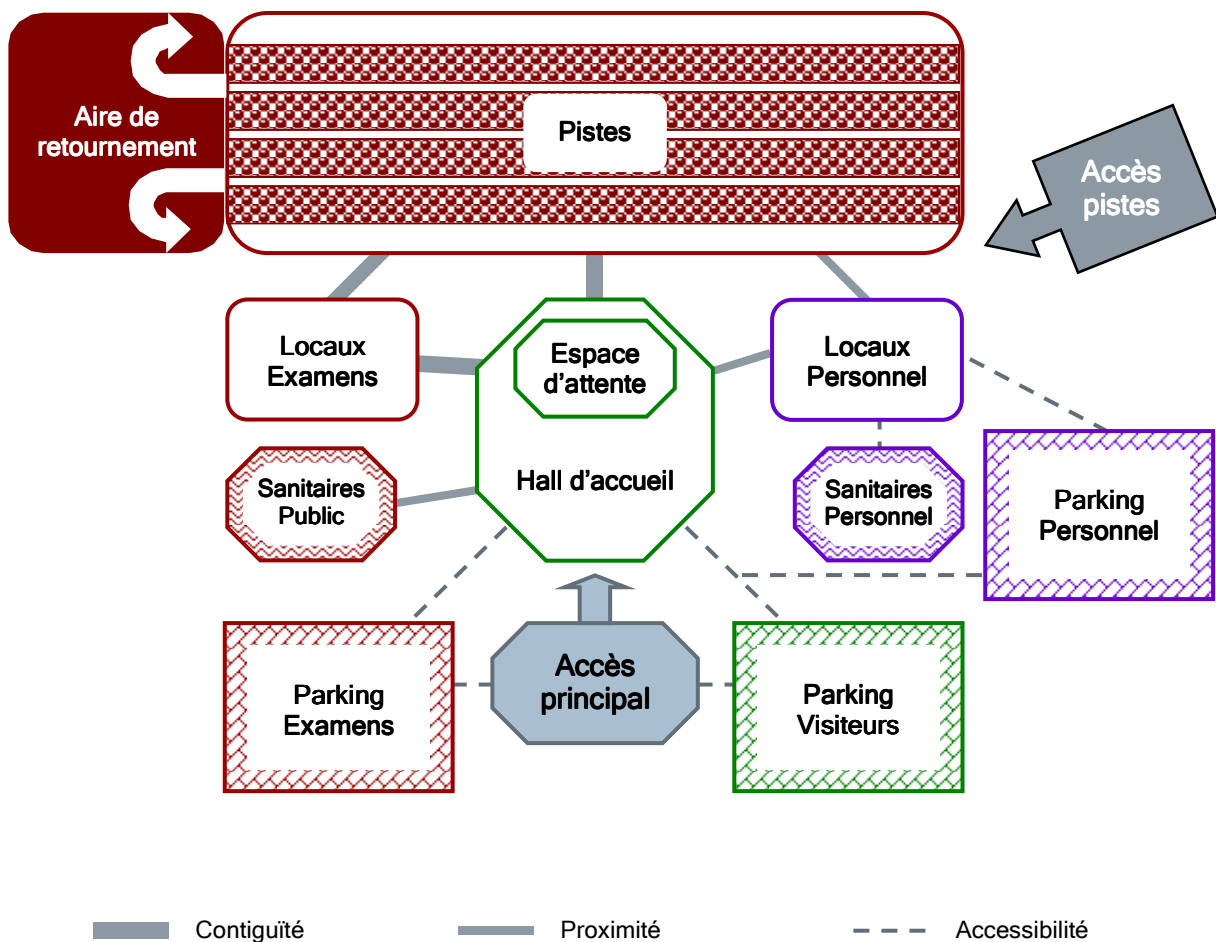 Aire de
retournement
Pistes
Accès
pistes
Locaux
Examens
Espace
d'attente
Locaux
Personnel
Hall d'accueil
Sanitaires
Public
Sanitaires
Personnel
Parking
Personnel
Parking
Examens
Accès
principal
Parking
Visiteurs
Contiguïté
Proximité
Accessibilité